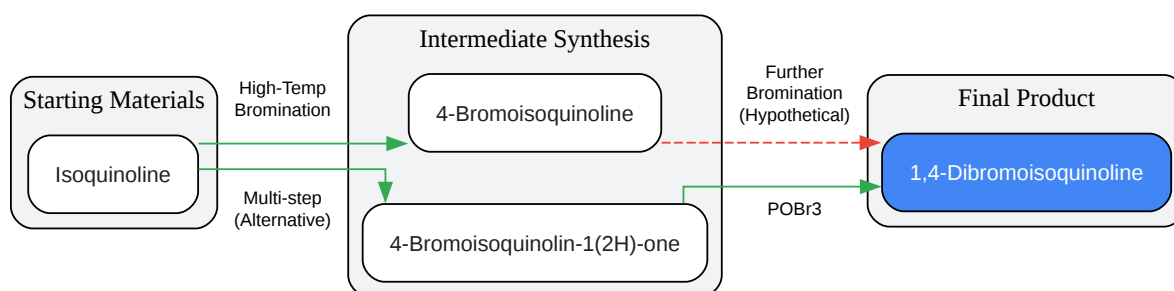 Starting Materials
Isoquinoline
High-Temp
Bromination
Multi-step
(Alternative)
Intermediate Synthesis
4-Bromoisoquinoline
4-Bromoisoquinolin-1(2H)-one
Further
Bromination
(Hypothetical)
POBr3
Final Product
1,4-Dibromoisoquinoline